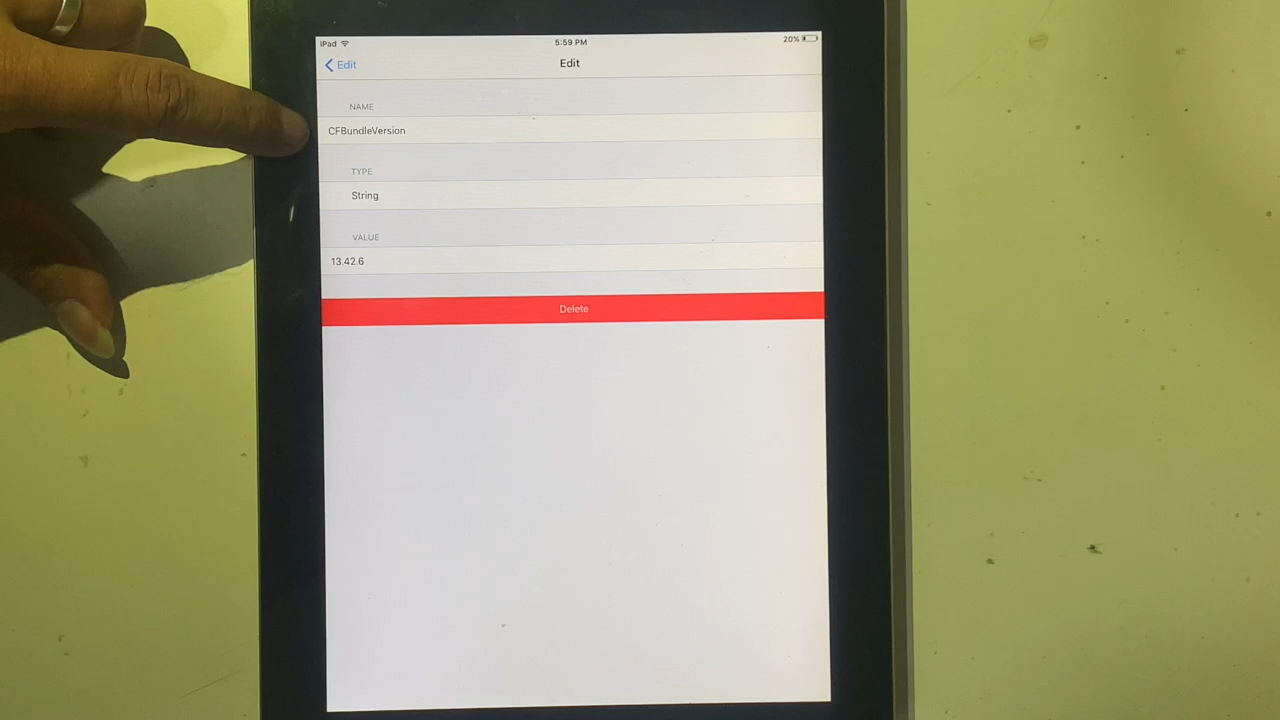 iPad 5:59 PM 20%
Edit Edit
NAME
CFBundleVersion
TYPE
String
VALUE
13.42.6
Delete